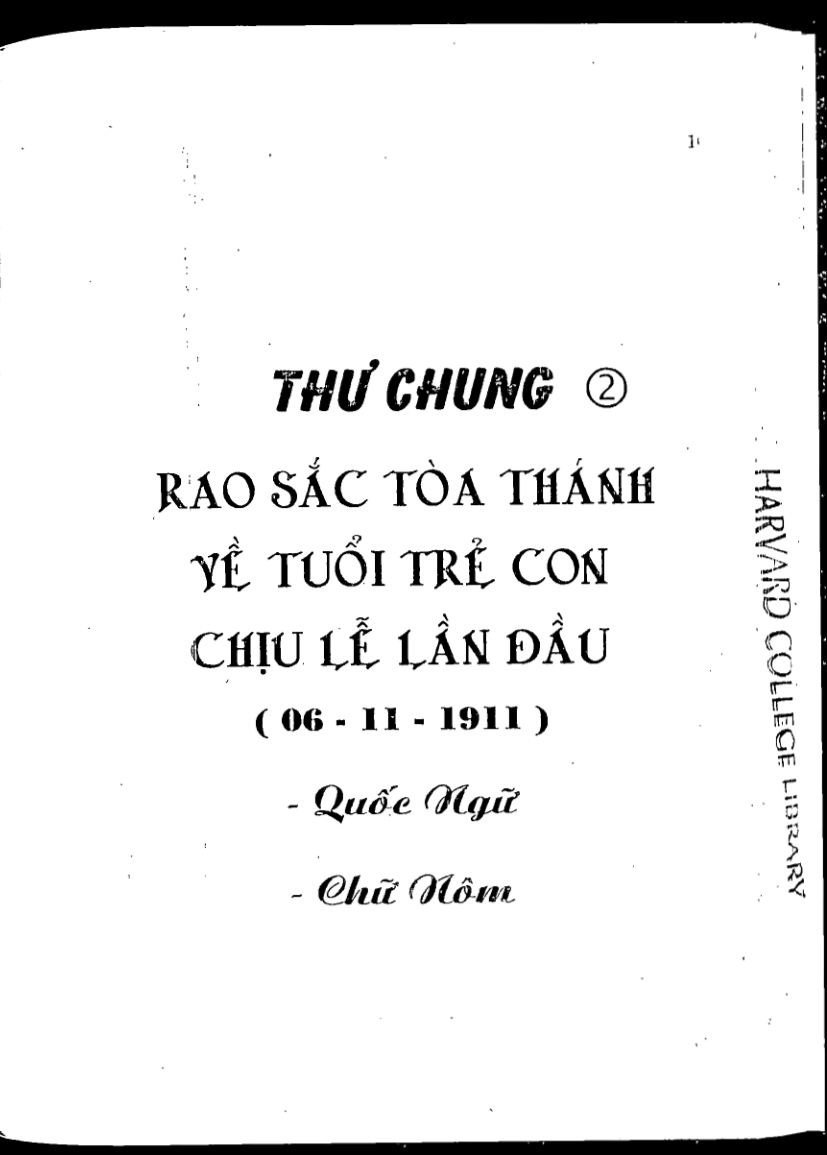 THƯ CHUNG ②
RAO SẮC TÒA THÁNH
VỀ TUỔI TRẺ CON
CHỊU LỄ LẦN ĐẦU
( 06 - 11 - 1911 )
- Quốc Ngữ
- Chữ Nôm
HARVARD COLLEGE LIBRARY